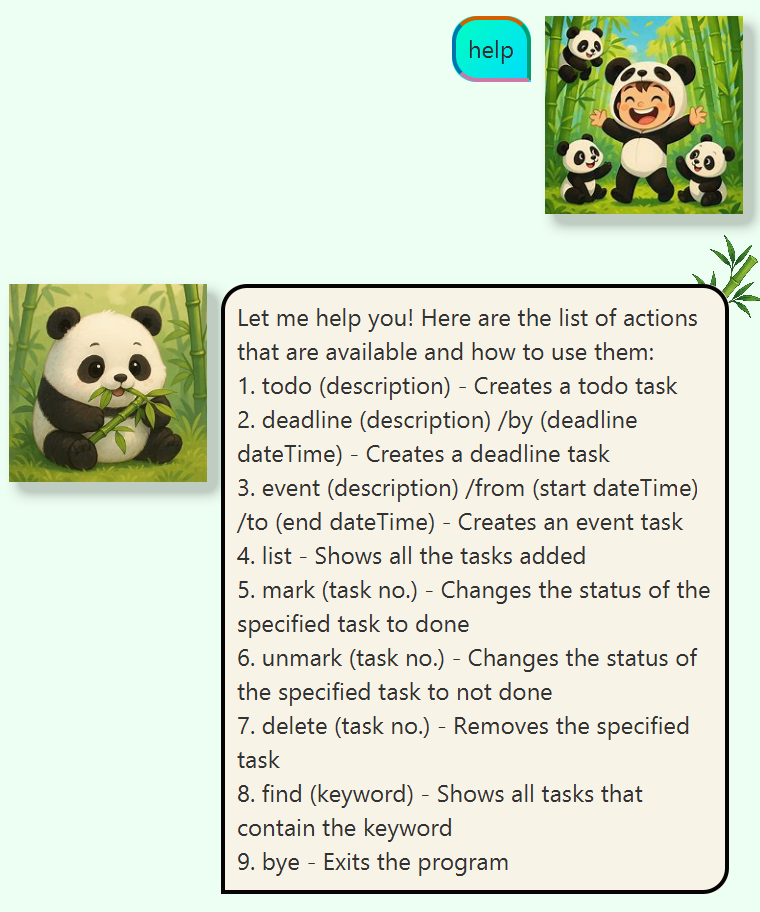 help
Let me help you! Here are the list of actions
that are available and how to use them:
1. todo (description) - Creates a todo task
2. deadline (description) /by (deadline
dateTime) - Creates a deadline task
3. event (description) /from (start dateTime)
/to (end dateTime) - Creates an event task
4. list - Shows all the tasks added
5. mark (task no.) - Changes the status of the
specified task to done
6. unmark (task no.) - Changes the status of
the specified task to not done
7. delete (task no.) - Removes the specified
task
8. find (keyword) - Shows all tasks that
contain the keyword
9. bye - Exits the program